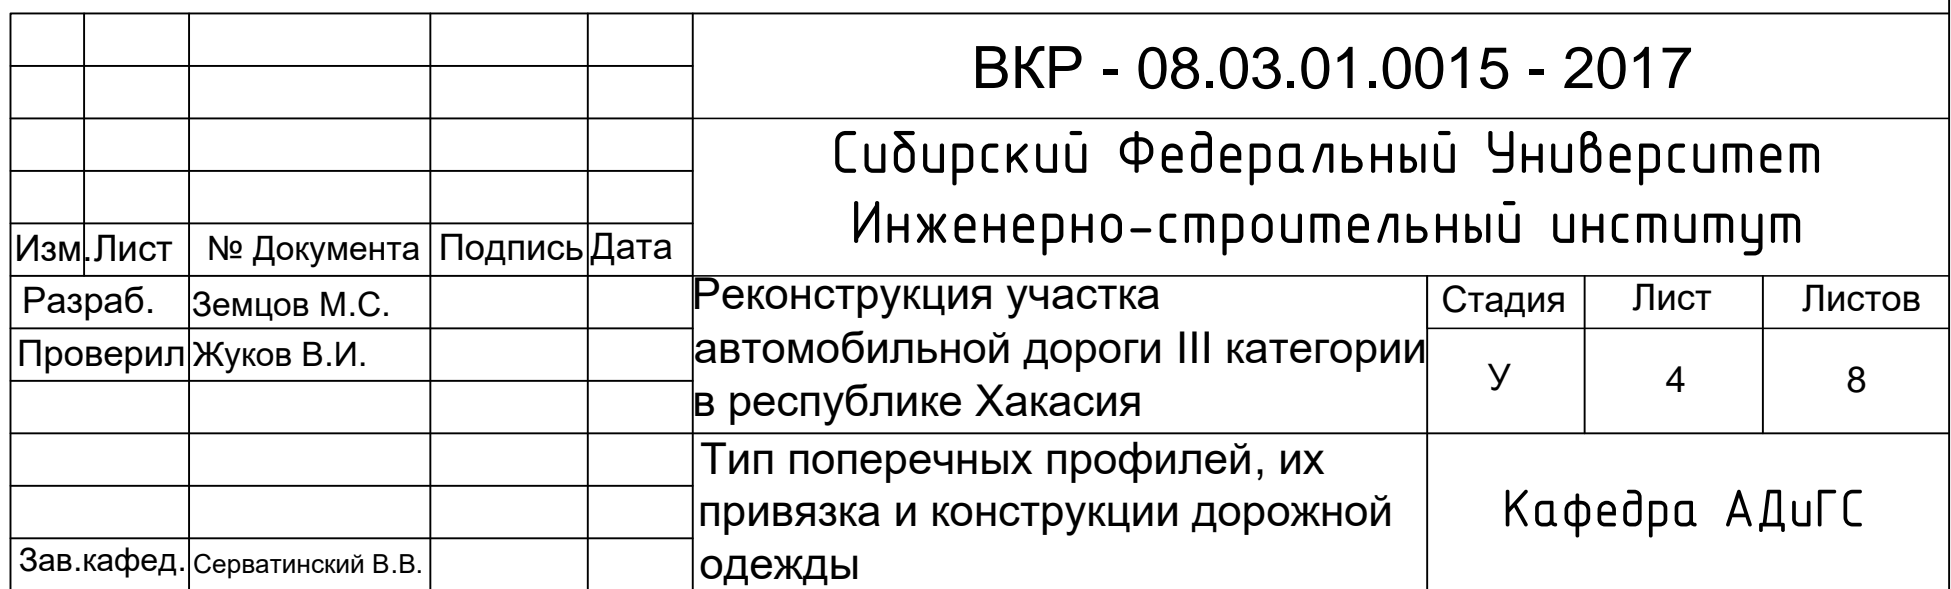 ВКР - 08.03.01.0015 - 2017
Сибирский Федеральный Университет
Инженерно-строительный институт
Изм. Лист № Документа Подпись Дата
Разраб. Земцов М.С.
Проверил Жуков В.И.
Зав.кафед. Серватинский В.В.
Реконструкция участка
автомобильной дороги III категории
в республике Хакасия
Стадия Лист Листов
У 4 8
Тип поперечных профилей, их
привязка и конструкции дорожной
одежды
Кафедра АДиГС